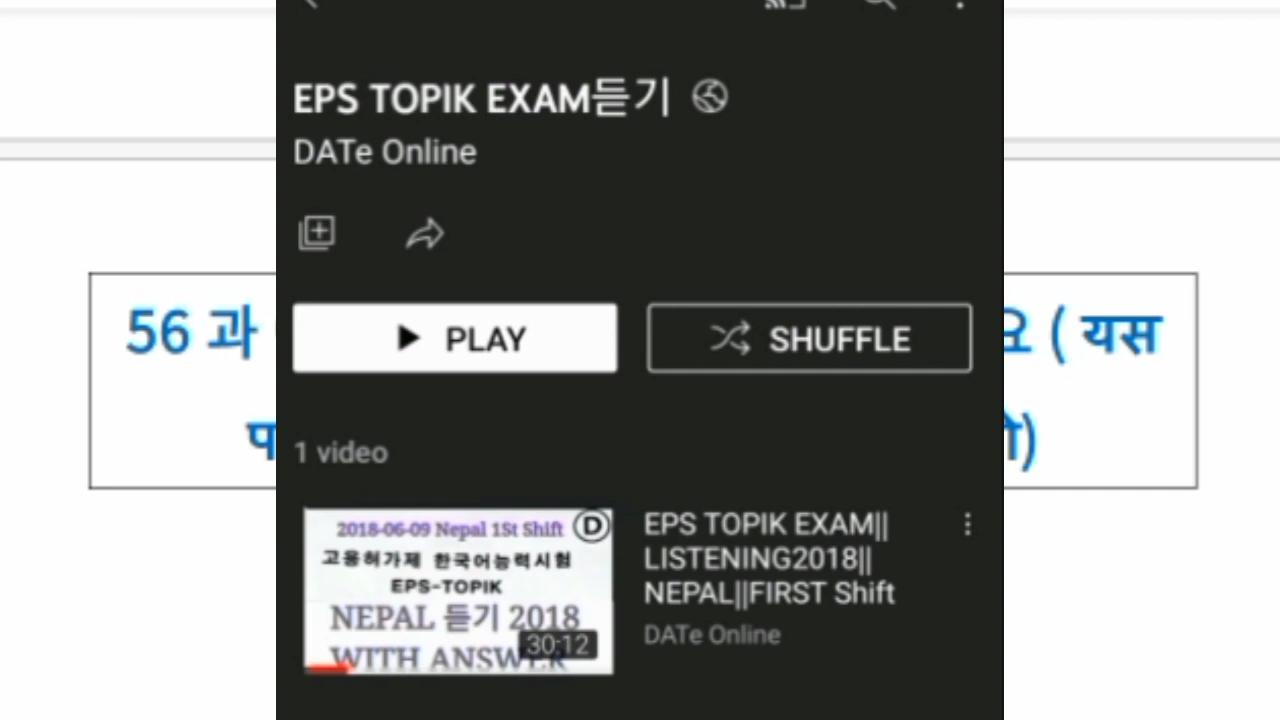 EPS TOPIK EXAM듣기
DATe Online
PLAY
SHUFFLE
56 과
요 ( यस
1 video
2018-06-09 Nepal 1St Shift D
고용허가제 한국어능력시험
EPS-TOPIK
NEPAL 듣기 2018
WITH ANSWER
30:12
EPS TOPIK EXAM||
LISTENING2018||
NEPAL||FIRST Shift
DATe Online